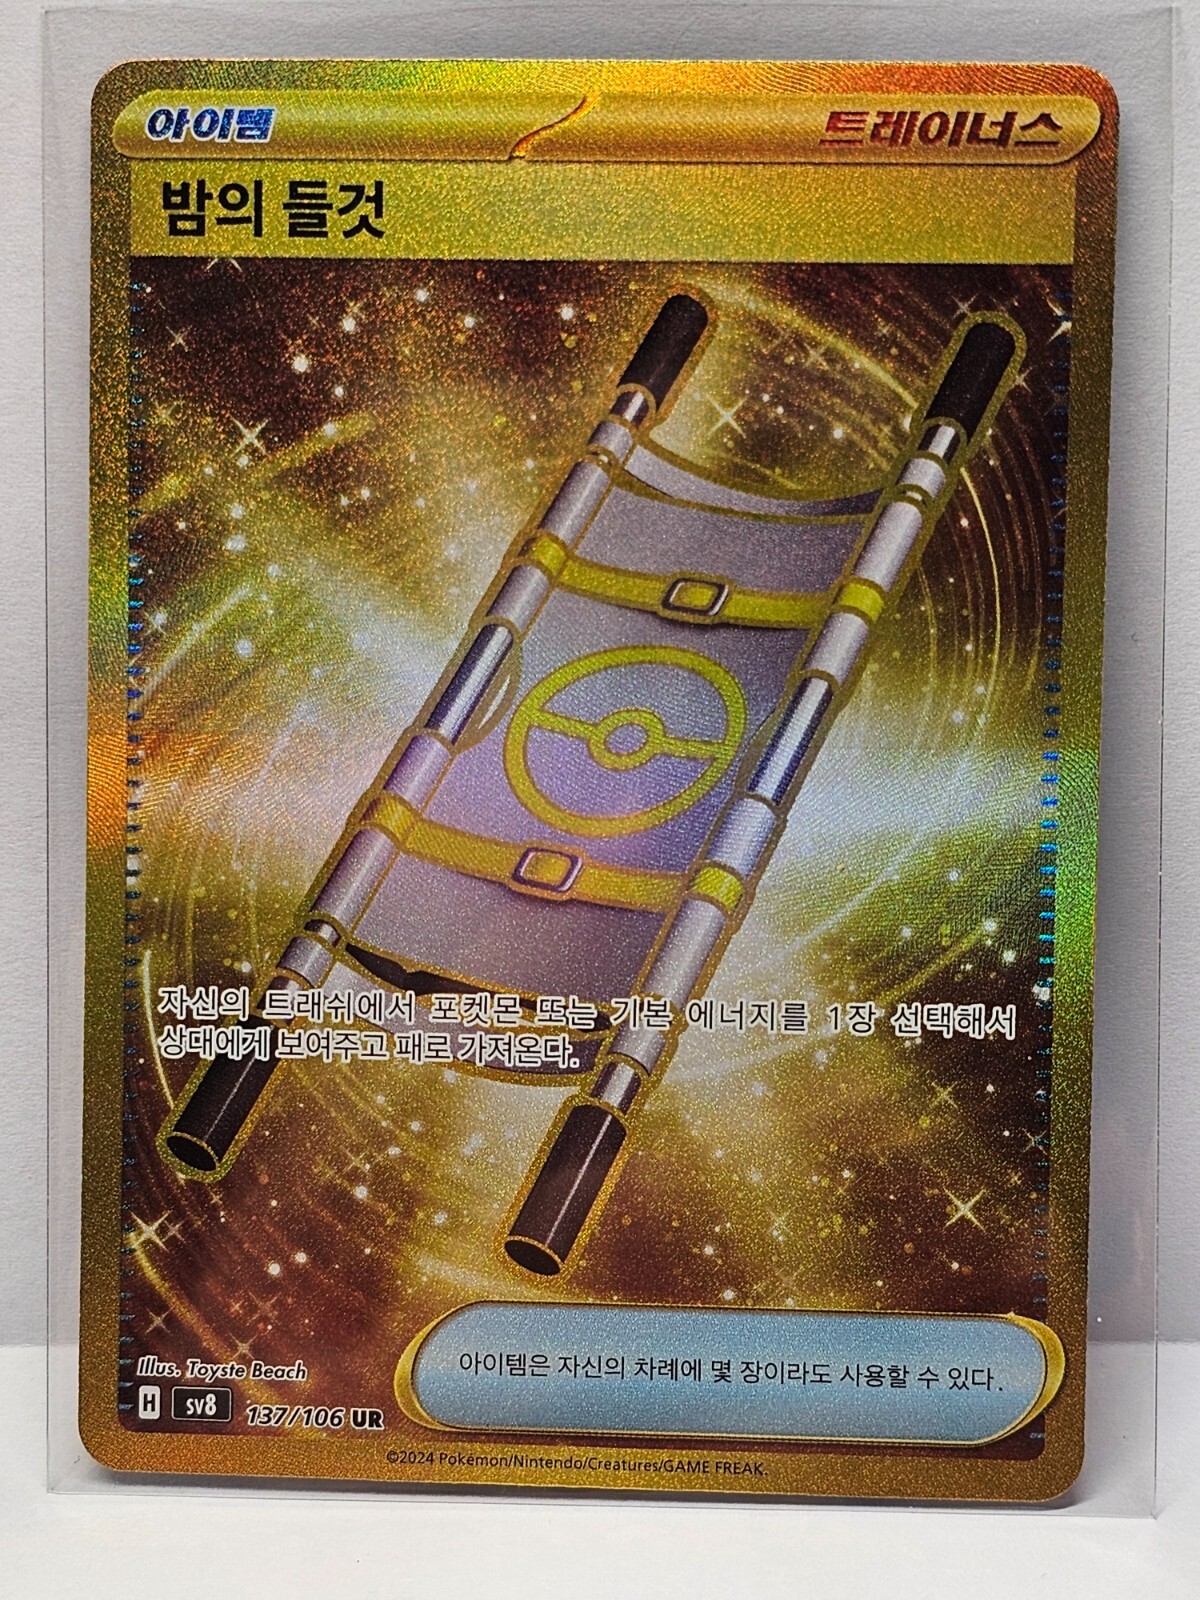 아이템
트레이너스
밤의 들것
자신의 트래쉬에서 포켓몬 또는 기본 에너지를 1장 선택해서
상대에게 보여주고 패로 가져온다.
아이템은 자신의 차례에 몇 장이라도 사용할 수 있다.
Illus. Toyste Beach
H sv8 137/106 UR
©2024 Pokémon/Nintendo/Creatures/GAME FREAK.